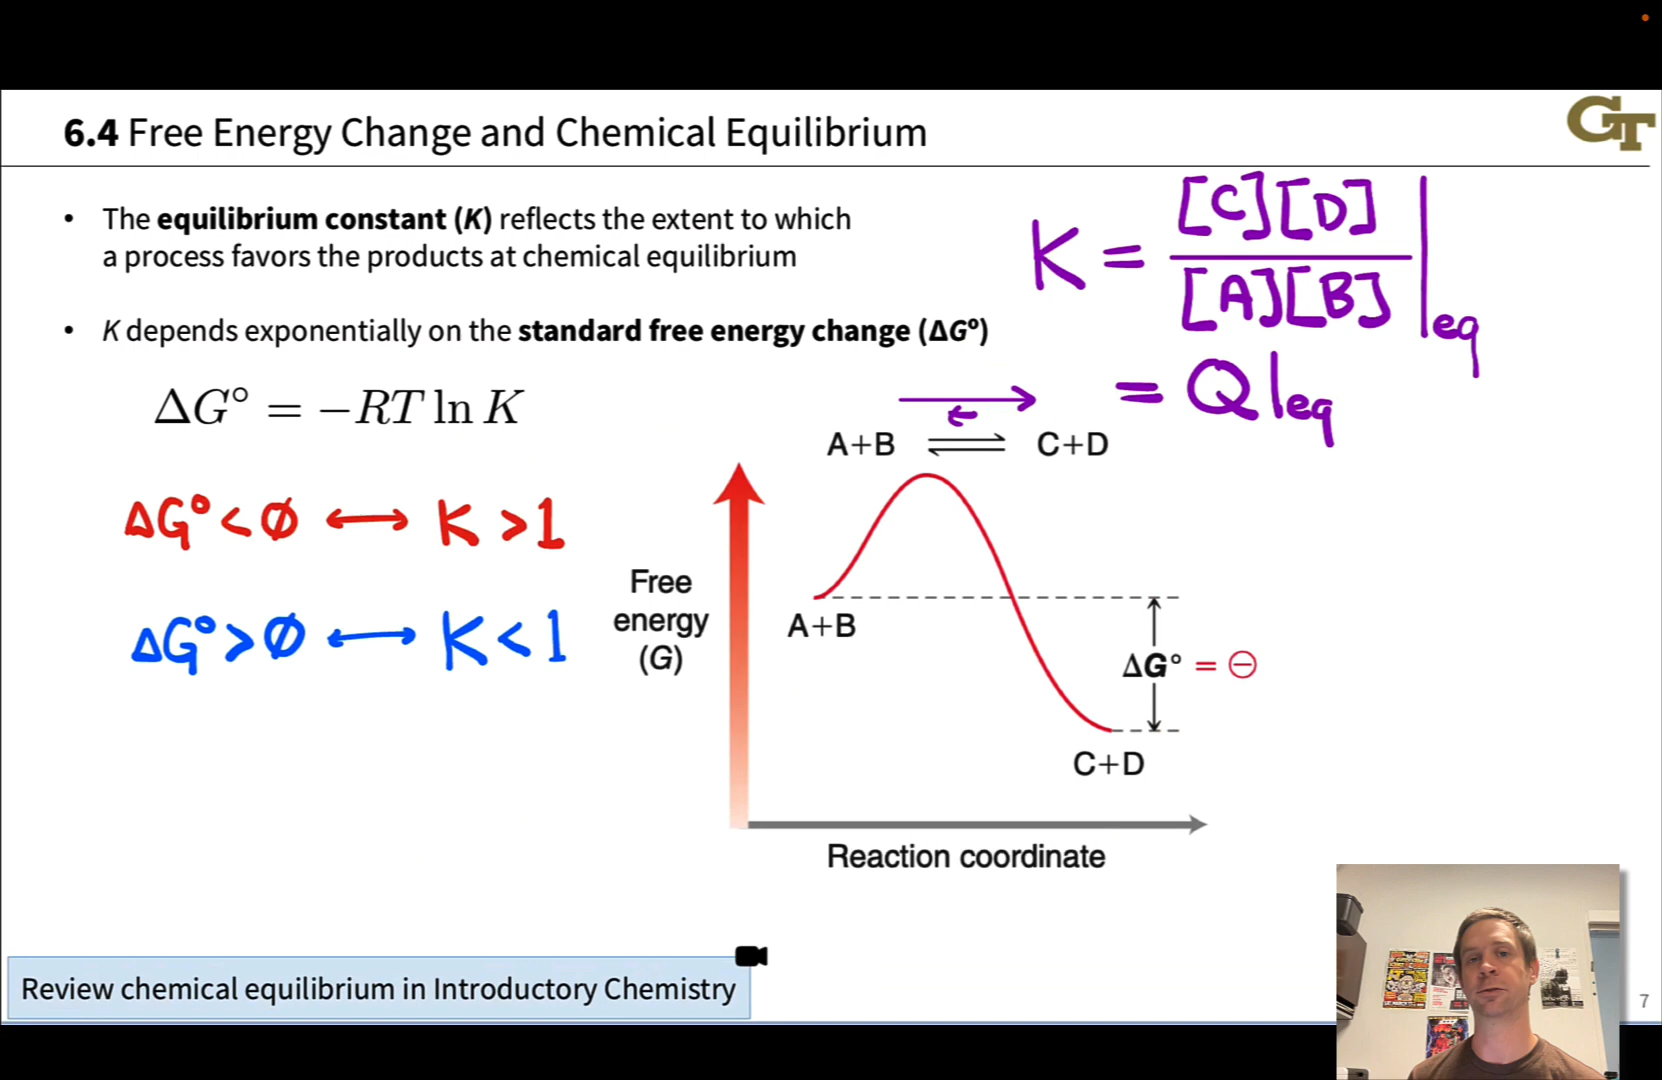 6.4 Free Energy Change and Chemical Equilibrium
GT
• The equilibrium constant (K) reflects the extent to which
a process favors the products at chemical equilibrium
• K depends exponentially on the standard free energy change (ΔG°)
ΔG° = −RT ln K
ΔG° < ∅ ⟷ K > 1
ΔG° > ∅ ⟷ K < 1
K = [C][D] / [A][B] |eq
= Q|eq
A+B ⇌ C+D
Free
energy
(G)
A+B
ΔG° = ⊖
C+D
Reaction coordinate
Review chemical equilibrium in Introductory Chemistry
7